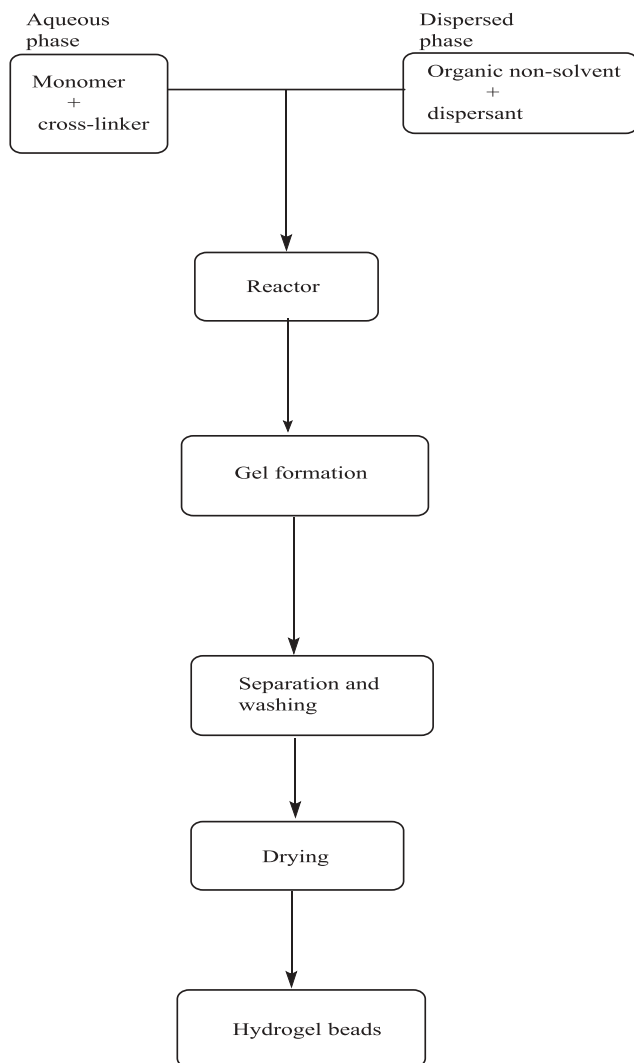 Aqueous
phase
Monomer
+
cross-linker
Dispersed
phase
Organic non-solvent
+
dispersant
Reactor
Gel formation
Separation and
washing
Drying
Hydrogel beads